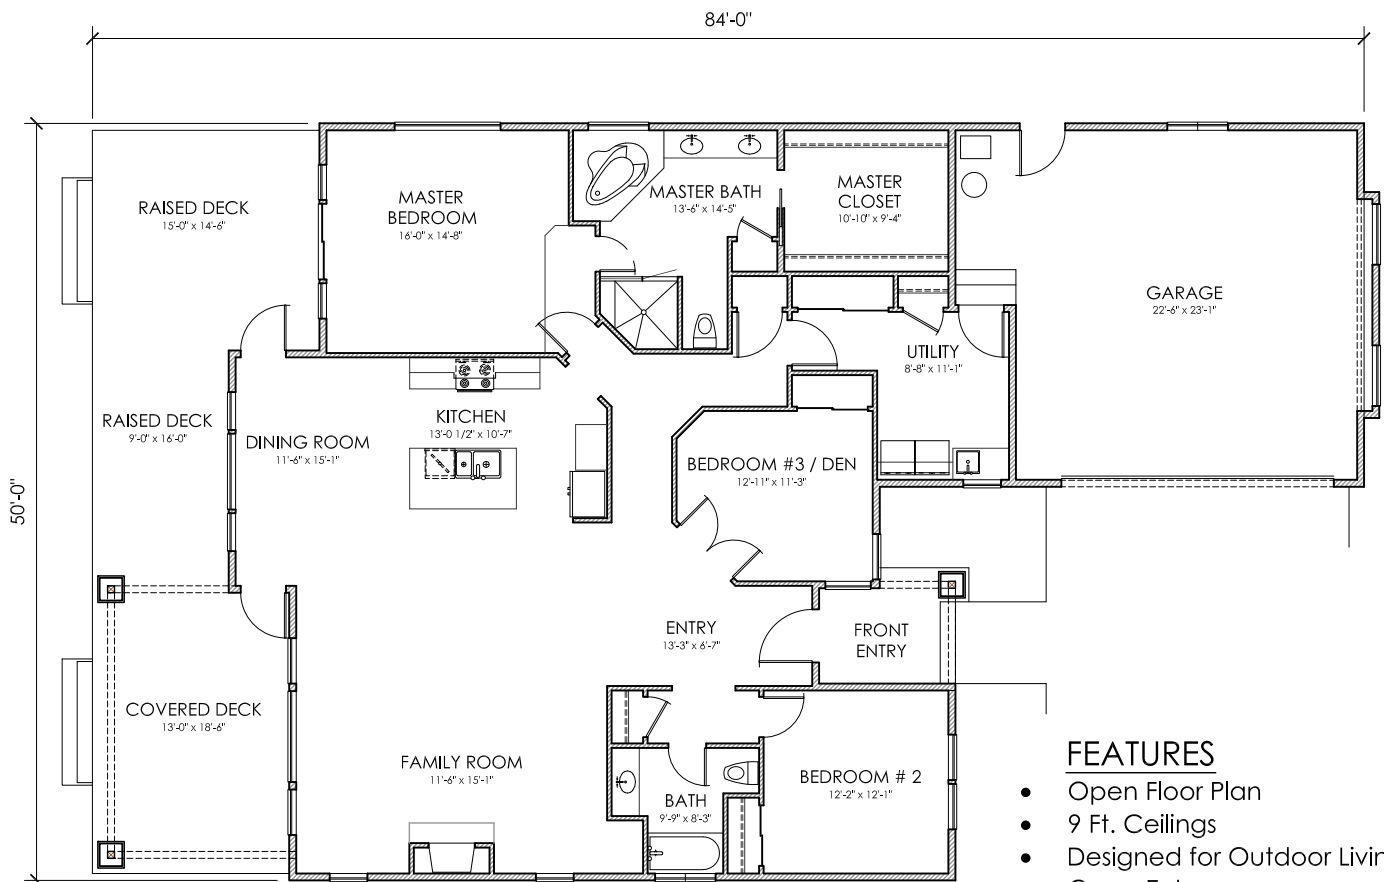 84'-0"
50'-0"
RAISED DECK
15'-0" x 14'-6"
MASTER
BEDROOM
16'-0" x 14'-8"
MASTER BATH
13'-6" x 14'-5"
MASTER
CLOSET
10'-10" x 9'-4"
GARAGE
22'-6" x 23'-1"
UTILITY
8'-8" x 11'-1"
RAISED DECK
9'-0" x 16'-0"
DINING ROOM
11'-6" x 15'-1"
KITCHEN
13'-0 1/2" x 10'-7"
BEDROOM #3 / DEN
12'-11" x 11'-3"
ENTRY
13'-3" x 6'-7"
FRONT
ENTRY
COVERED DECK
13'-0" x 18'-6"
FAMILY ROOM
11'-6" x 15'-1"
BATH
9'-9" x 8'-3"
BEDROOM # 2
12'-2" x 12'-1"
FEATURES
• Open Floor Plan
• 9 Ft. Ceilings
• Designed for Outdoor Livin